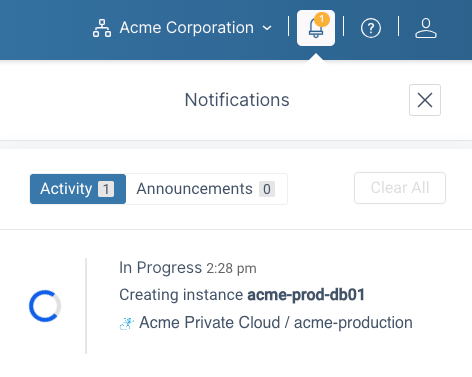 Acme Corporation
1
Notifications
Activity 1 Announcements 0 Clear All
In Progress 2:28 pm
Creating instance acme-prod-db01
Acme Private Cloud / acme-production